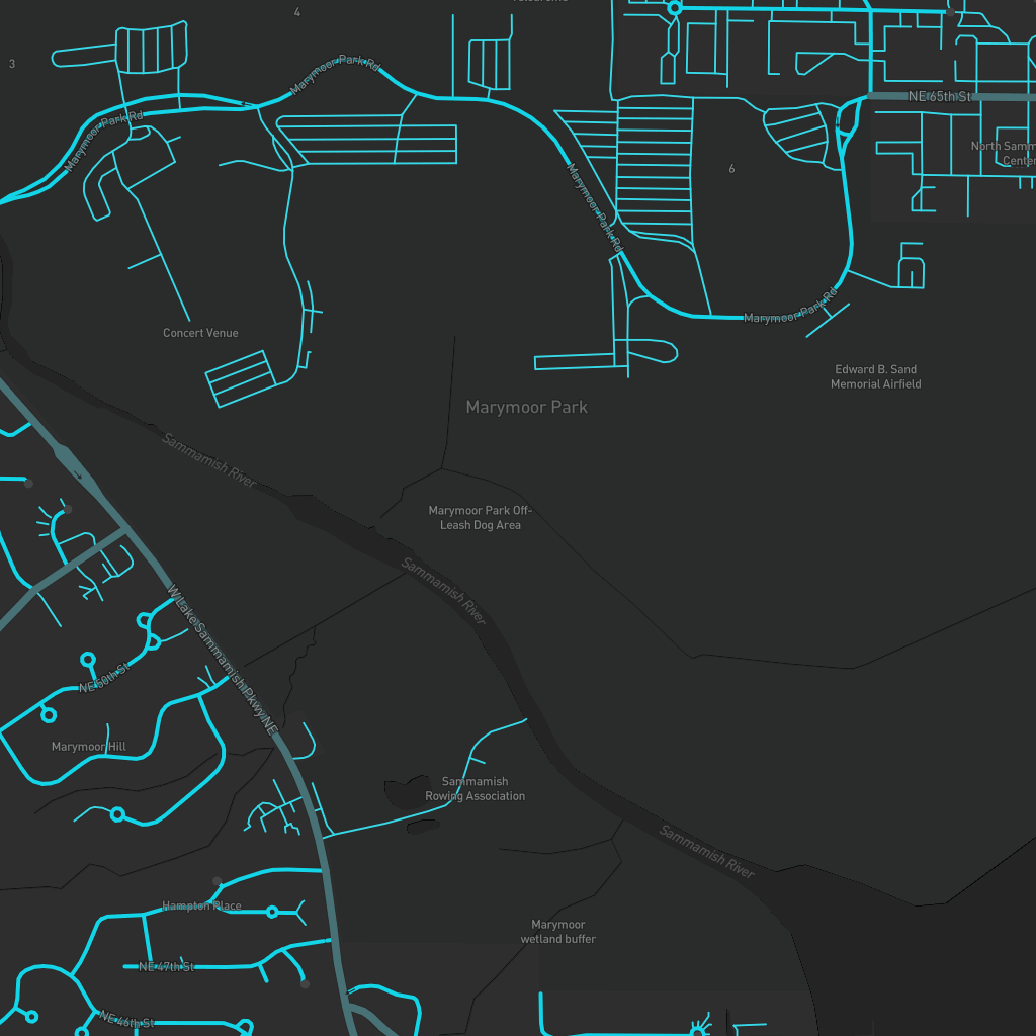 4
3
6
Marymoor Park Rd
Marymoor Park Rd
NE 65th St
North Samm
Center
Marymoor Park Rd
Marymoor Park Rd
Concert Venue
Edward B. Sand
Memorial Airfield
Marymoor Park
Sammamish River
Marymoor Park Off-
Leash Dog Area
Sammamish River
W Lake Sammamish Pkwy NE
NE 50th St
Marymoor Hill
Sammamish
Rowing Association
Sammamish River
Hampton Place
Marymoor
wetland buffer
NE 47th St
NE 46th St